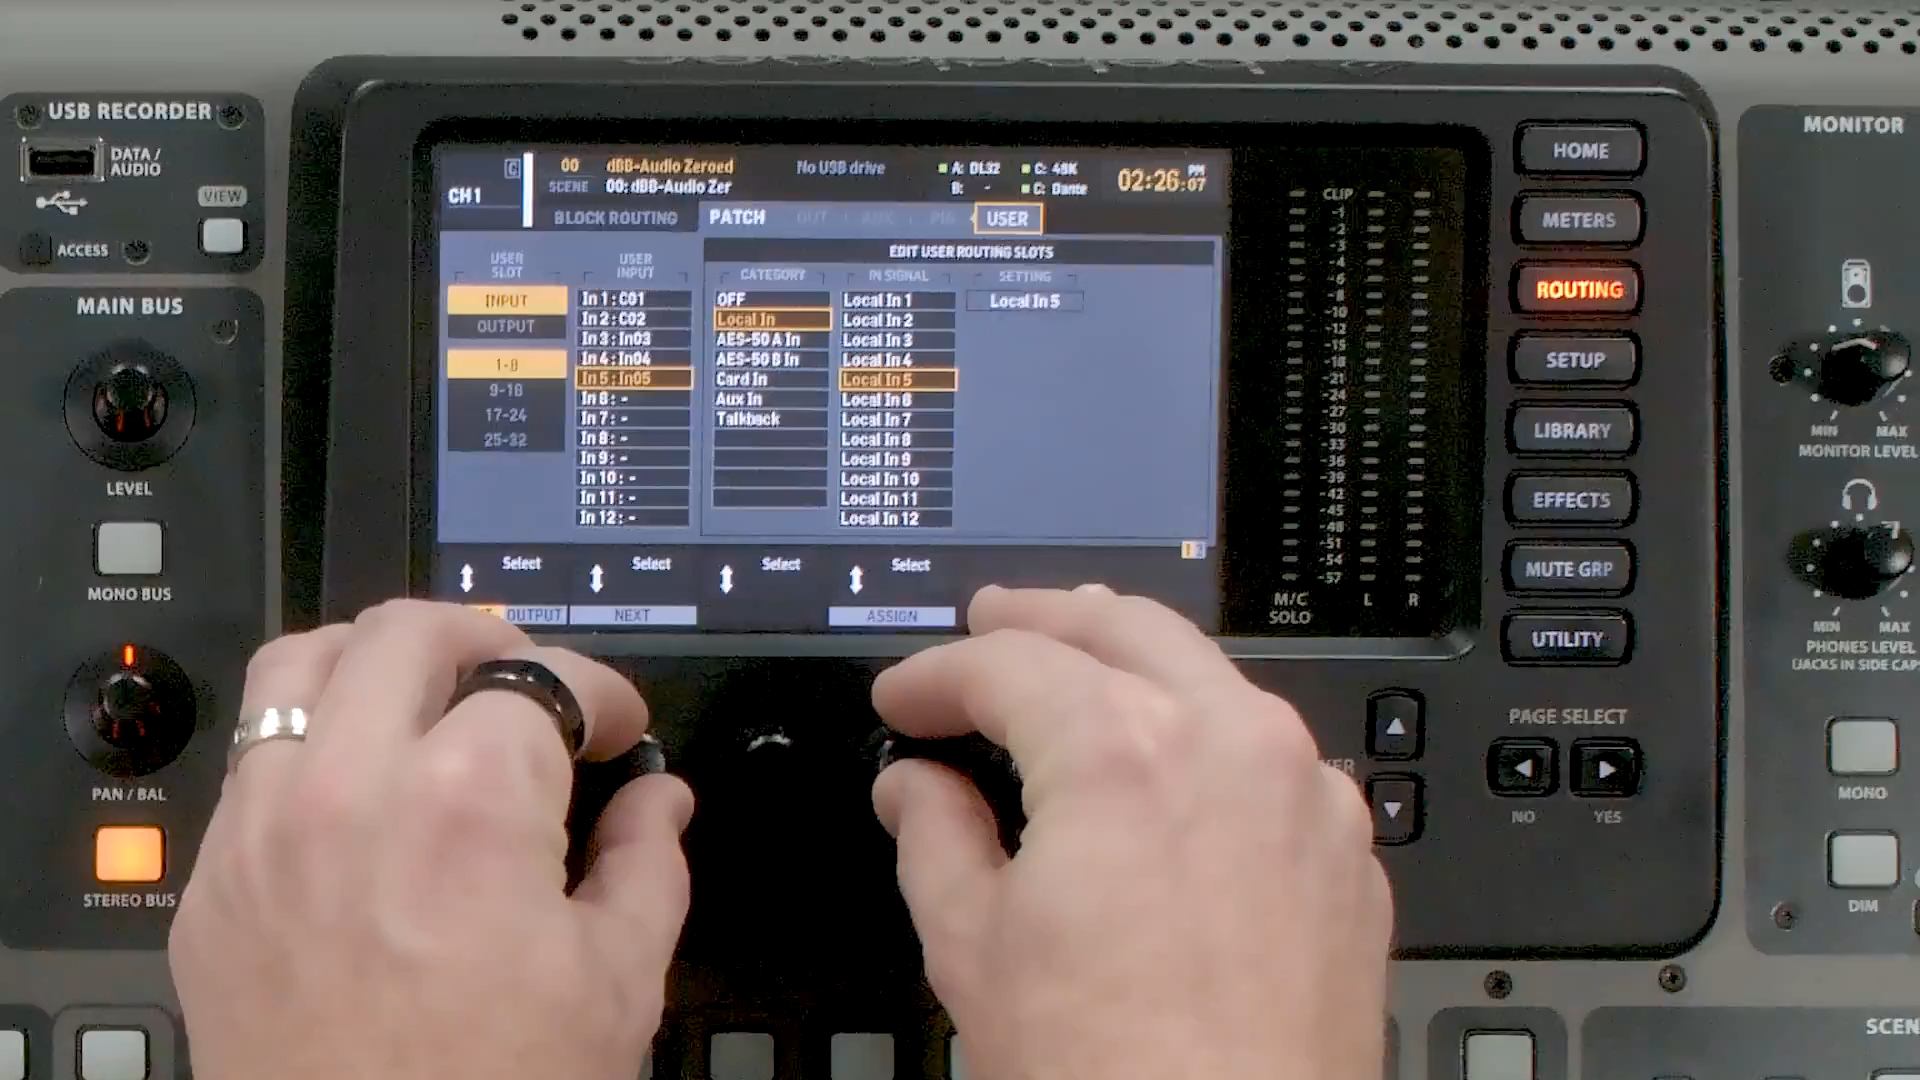 USB RECORDER
DATA /
AUDIO
VIEW
ACCESS
MAIN BUS
LEVEL
MONO BUS
PAN / BAL
STEREO BUS
CH 1
C
00 dBB-Audio Zeroed
SCENE 00: dBB-Audio Zer
No USB drive
A: DL32 C: 48K
B: - C: Dante
02:26:07 PM
BLOCK ROUTING PATCH OUT AUX P16 USER
EDIT USER ROUTING SLOTS
USER
SLOT
USER
INPUT
CATEGORY
IN SIGNAL
SETTING
INPUT
OUTPUT
1-8
9-16
17-24
25-32
In 1 : C01
In 2 : C02
In 3 : In03
In 4 : In04
In 5 : In05
In 6 : -
In 7 : -
In 8 : -
In 9 : -
In 10 : -
In 11 : -
In 12 : -
OFF
Local In
AES-50 A In
AES-50 B In
Card In
Aux In
Talkback
Local In 1
Local In 2
Local In 3
Local In 4
Local In 5
Local In 6
Local In 7
Local In 8
Local In 9
Local In 10
Local In 11
Local In 12
Local In 5
1 2
Select Select Select Select
OUTPUT NEXT ASSIGN
CLIP
-1
-2
-3
-4
-6
-8
-10
-12
-15
-18
-21
-24
-27
-30
-33
-36
-39
-42
-45
-48
-51
-54
-57
M/C
SOLO
L R
HOME
METERS
ROUTING
SETUP
LIBRARY
EFFECTS
MUTE GRP
UTILITY
PAGE SELECT
NO YES
MONITOR
MIN MAX
MONITOR LEVEL
MIN MAX
PHONES LEVEL
(JACKS IN SIDE CAPS
MONO
DIM
SCEN